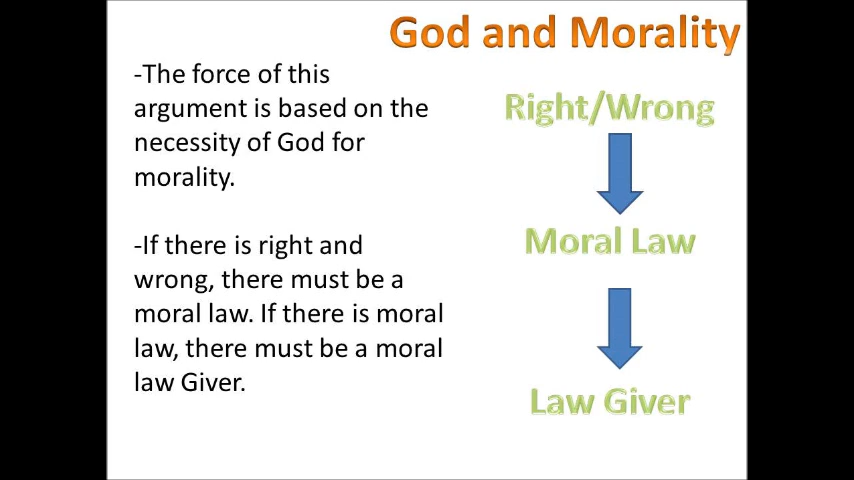 God and Morality
-The force of this
argument is based on the
necessity of God for
morality.
-If there is right and
wrong, there must be a
moral law. If there is moral
law, there must be a moral
law Giver.
Right/Wrong
Moral Law
Law Giver